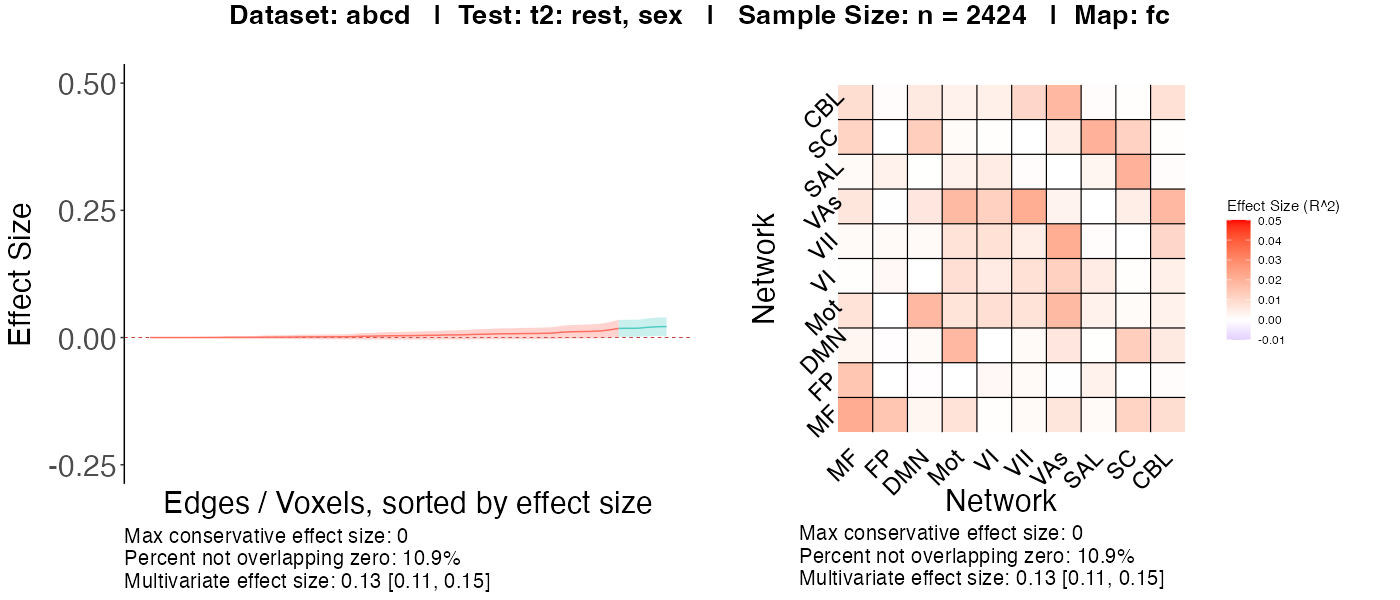 Dataset: abcd | Test: t2: rest, sex | Sample Size: n = 2424 | Map: fc
0.50
0.25
0.00
-0.25
Effect Size
Edges / Voxels, sorted by effect size
Max conservative effect size: 0
Percent not overlapping zero: 10.9%
Multivariate effect size: 0.13 [0.11, 0.15]
Network
CBL
SC
SAL
VAs
VII
VI
Mot
DMN
FP
MF
MF
FP
DMN
Mot
VI
VII
VAs
SAL
SC
CBL
Network
Max conservative effect size: 0
Percent not overlapping zero: 10.9%
Multivariate effect size: 0.13 [0.11, 0.15]
Effect Size (R^2)
0.05
0.04
0.03
0.02
0.01
0.00
-0.01